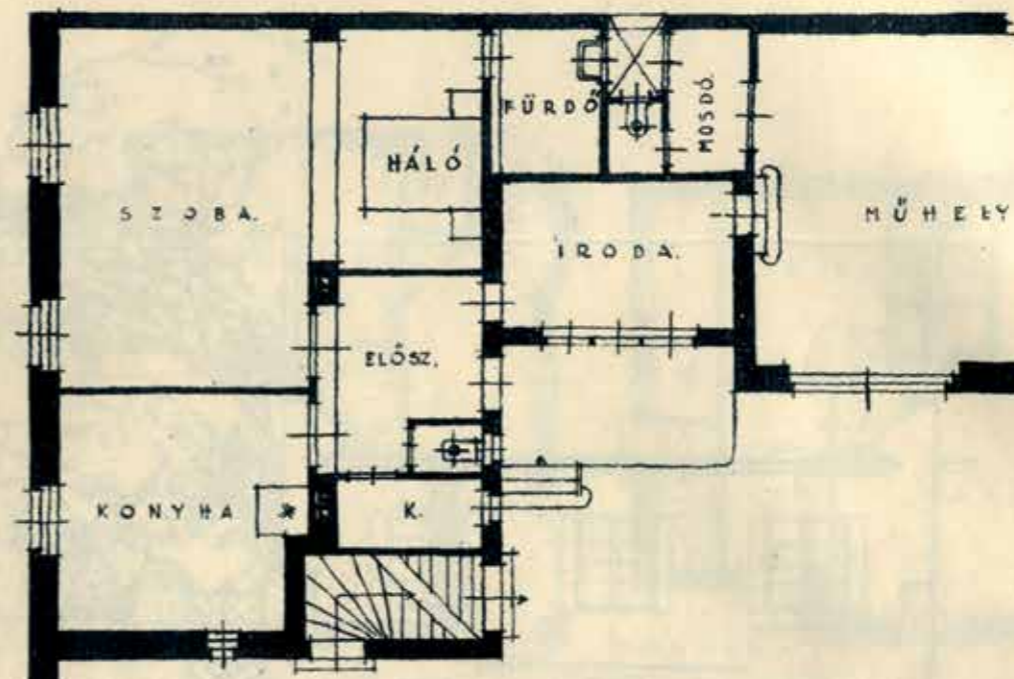 FÜRDŐ
MOSDÓ.
HÁLÓ
SZOBA.
MŰHELY
IRODA.
ELŐSZ.
KONYHA
K.